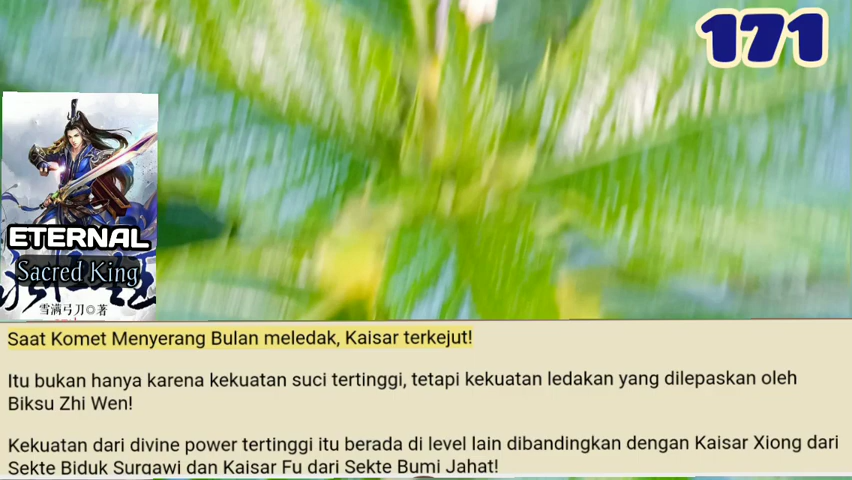 171
ETERNAL
Sacred King
雪满弓刀◎著
Saat Komet Menyerang Bulan meledak, Kaisar terkejut!
Itu bukan hanya karena kekuatan suci tertinggi, tetapi kekuatan ledakan yang dilepaskan oleh
Biksu Zhi Wen!
Kekuatan dari divine power tertinggi itu berada di level lain dibandingkan dengan Kaisar Xiong dari
Sekte Biduk Surgawi dan Kaisar Fu dari Sekte Bumi Jahat!